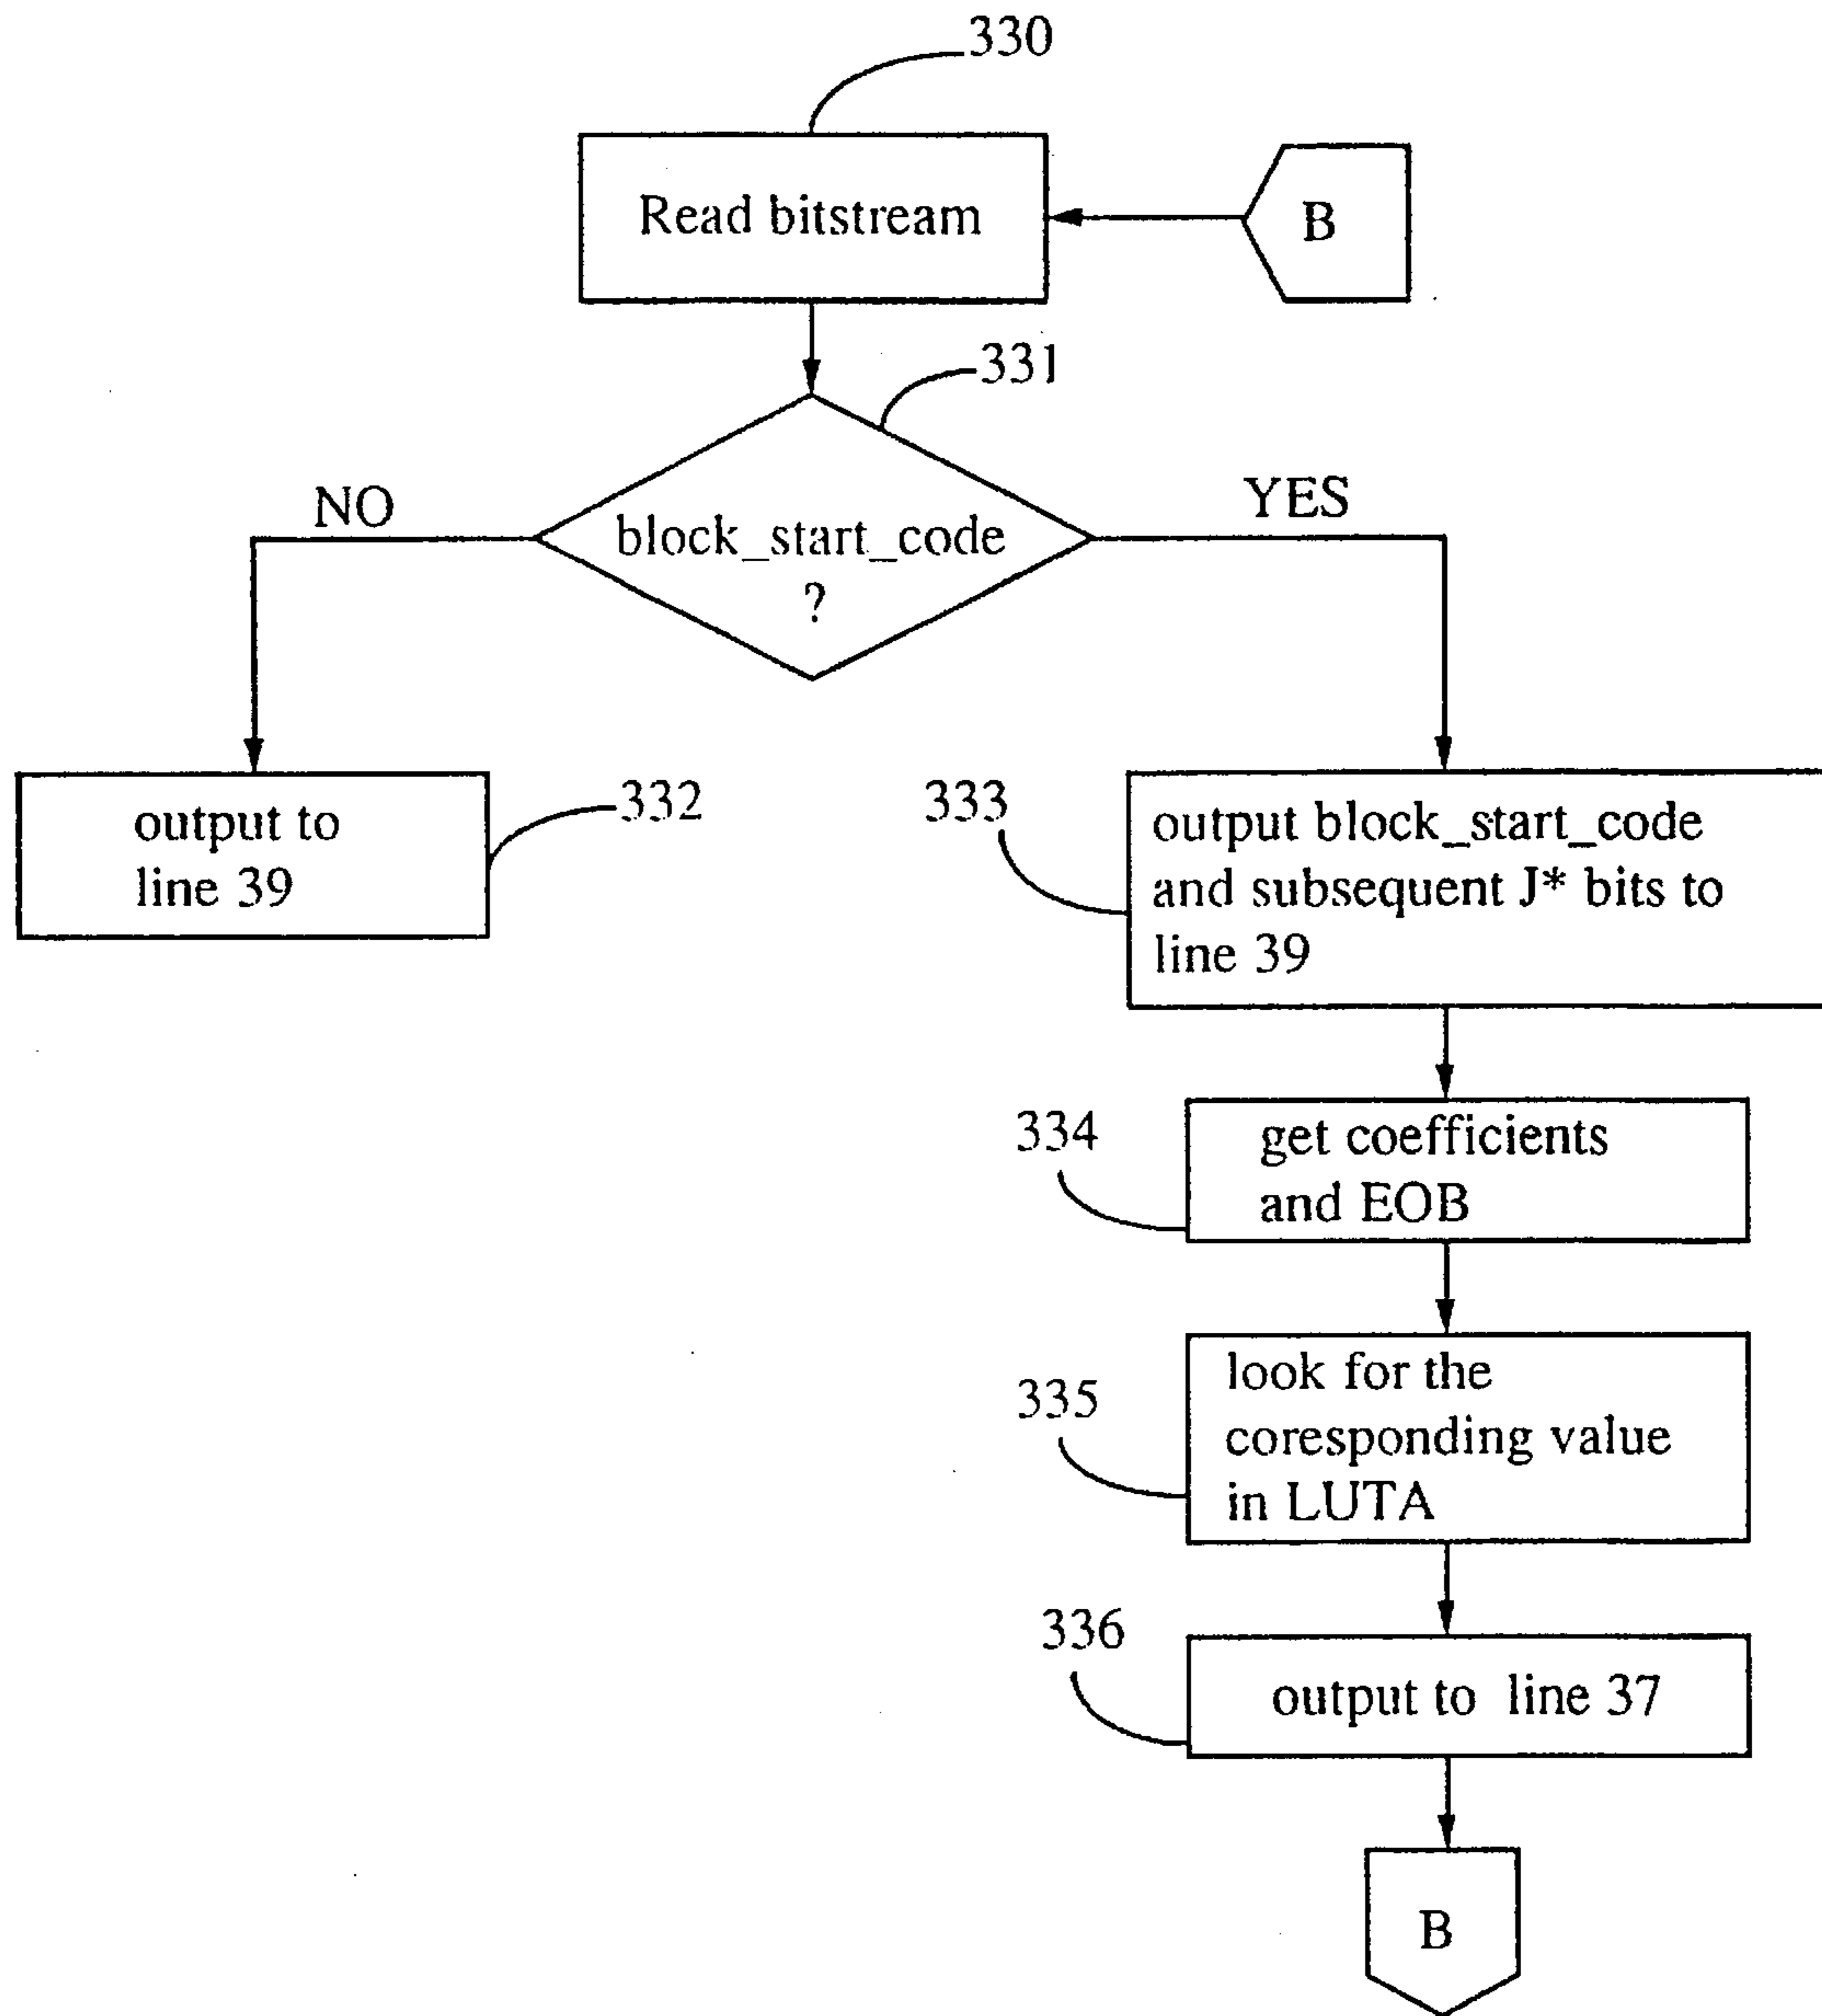 330
Read bitstream
B
331
NO
YES
block_start_code
?
output to
line 39
332
333
output block_start_code
and subsequent J* bits to
line 39
334
get coefficients
and EOB
335
look for the
coresponding value
in LUTA
336
output to line 37
B